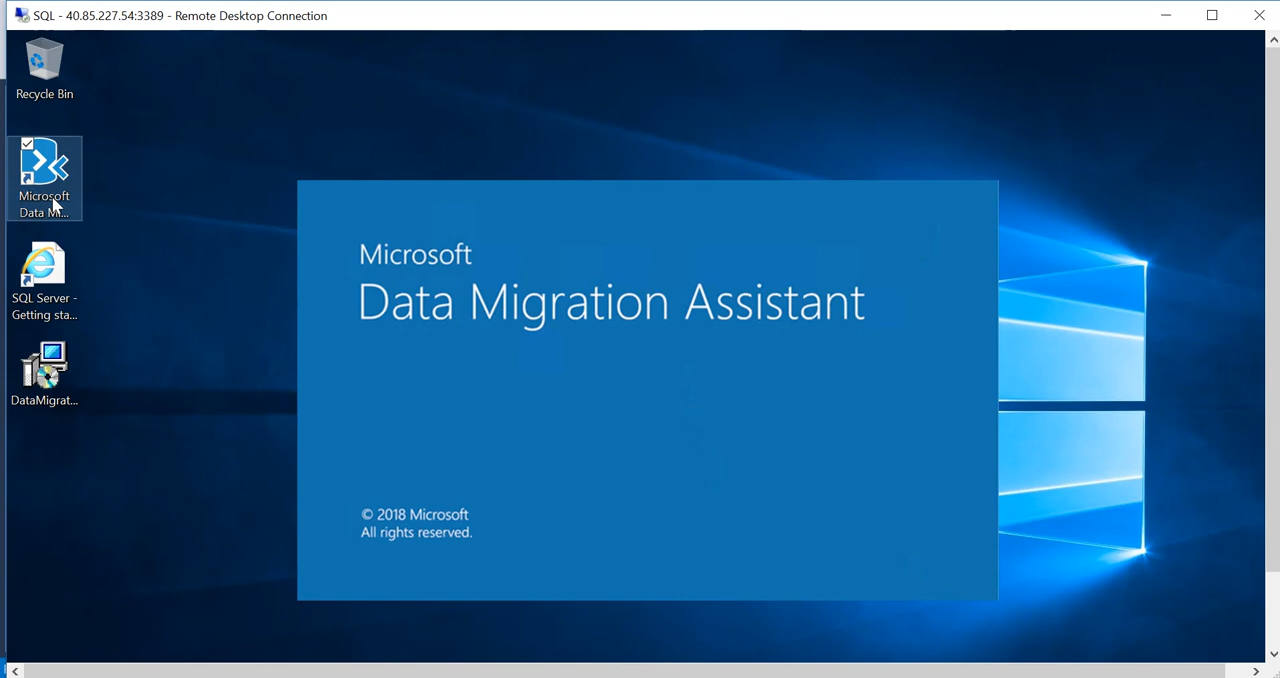 SQL - 40.85.227.54:3389 - Remote Desktop Connection
Recycle Bin
Microsoft
Data Mi...
SQL Server -
Getting sta...
DataMigrat...
Microsoft
Data Migration Assistant
© 2018 Microsoft
All rights reserved.